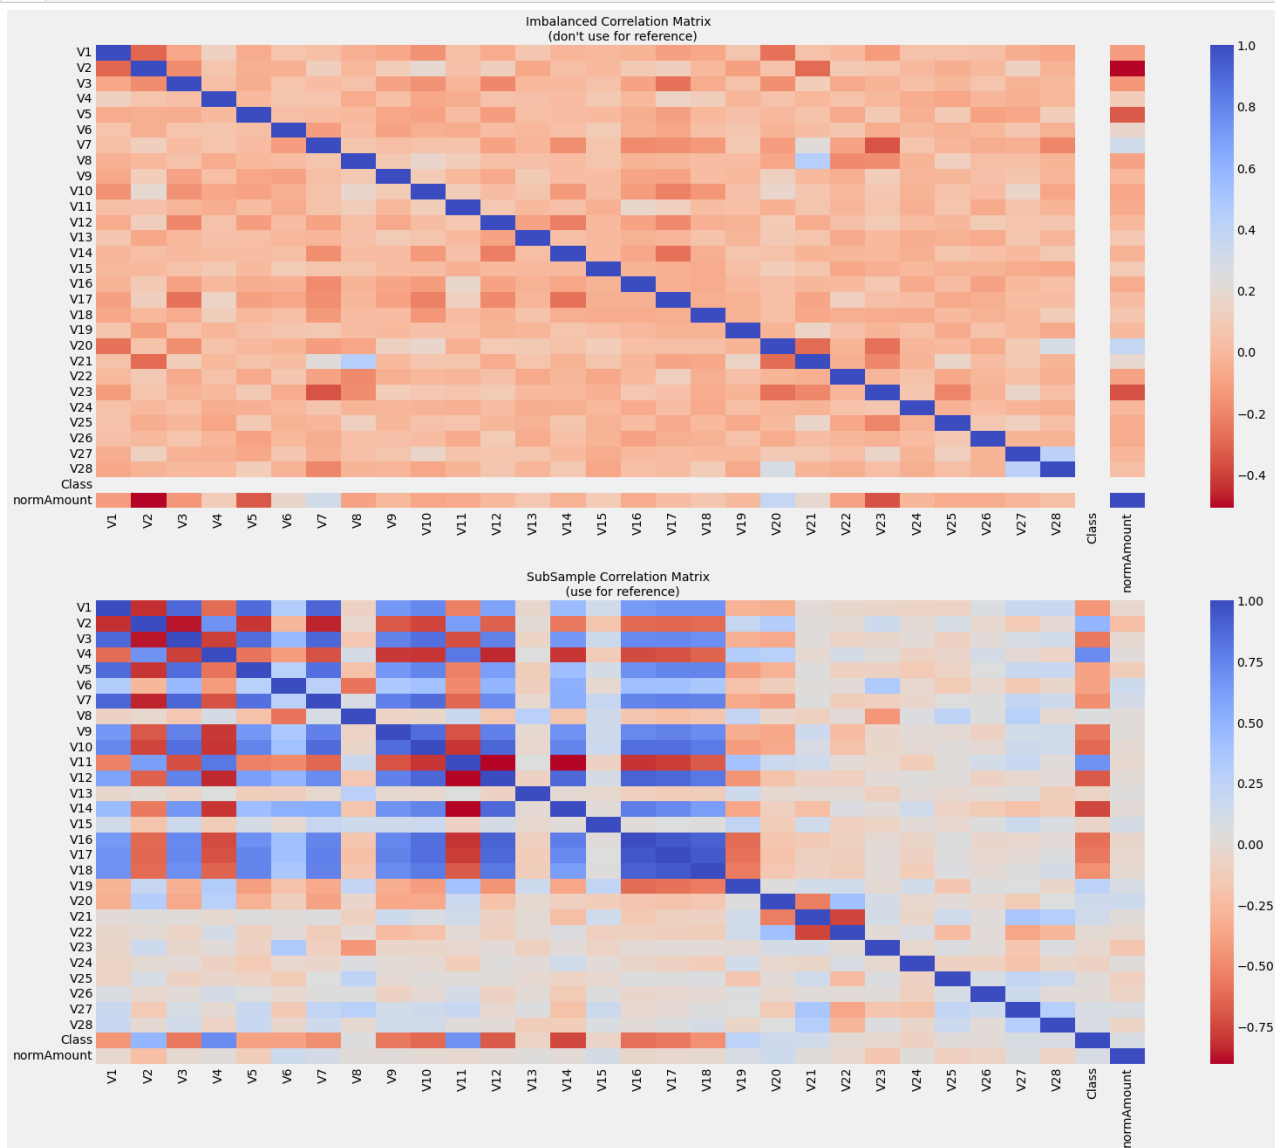 Imbalanced Correlation Matrix
(don't use for reference)
V1
V2
V3
V4
V5
V6
V7
V8
V9
V10
V11
V12
V13
V14
V15
V16
V17
V18
V19
V20
V21
V22
V23
V24
V25
V26
V27
V28
Class
normAmount
V1 V2 V3 V4 V5 V6 V7 V8 V9 V10 V11 V12 V13 V14 V15 V16 V17 V18 V19 V20 V21 V22 V23 V24 V25 V26 V27 V28 Class normAmount
1.0
0.8
0.6
0.4
0.2
0.0
−0.2
−0.4
SubSample Correlation Matrix
(use for reference)
V1
V2
V3
V4
V5
V6
V7
V8
V9
V10
V11
V12
V13
V14
V15
V16
V17
V18
V19
V20
V21
V22
V23
V24
V25
V26
V27
V28
Class
normAmount
V1 V2 V3 V4 V5 V6 V7 V8 V9 V10 V11 V12 V13 V14 V15 V16 V17 V18 V19 V20 V21 V22 V23 V24 V25 V26 V27 V28 Class normAmount
1.00
0.75
0.50
0.25
0.00
−0.25
−0.50
−0.75